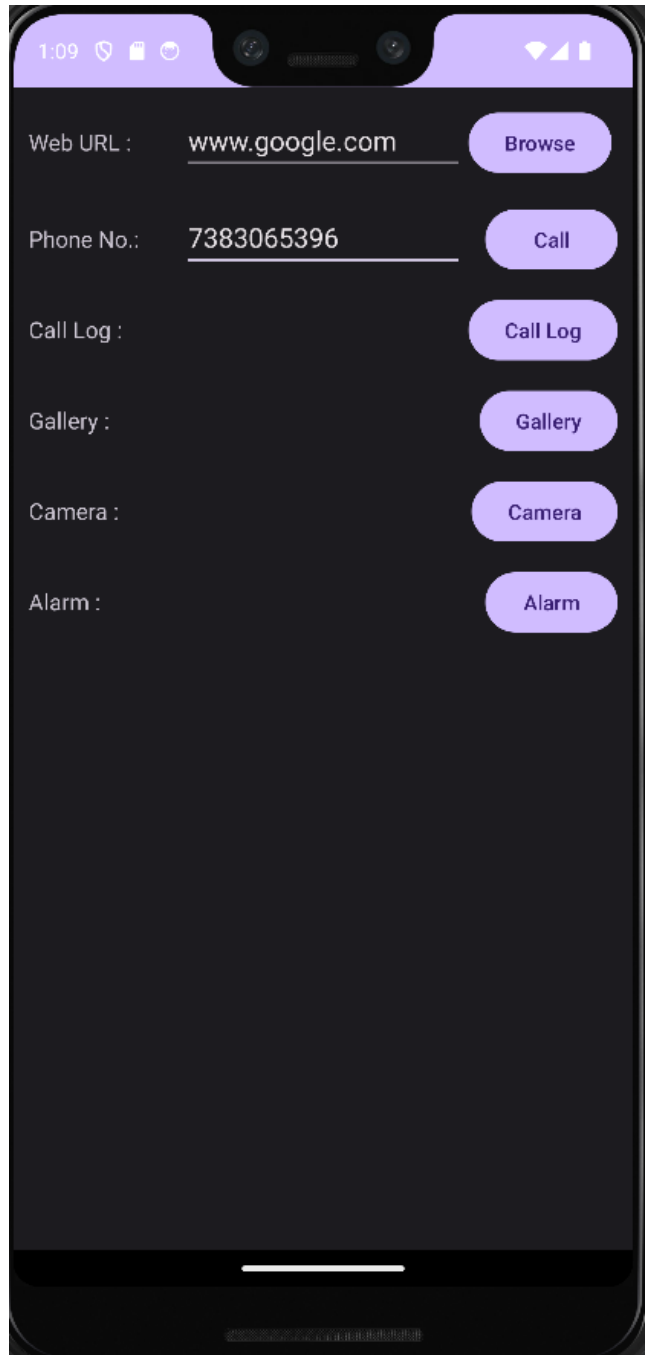 1:09
Web URL : www.google.com Browse
Phone No.: 7383065396 Call
Call Log : Call Log
Gallery : Gallery
Camera : Camera
Alarm : Alarm